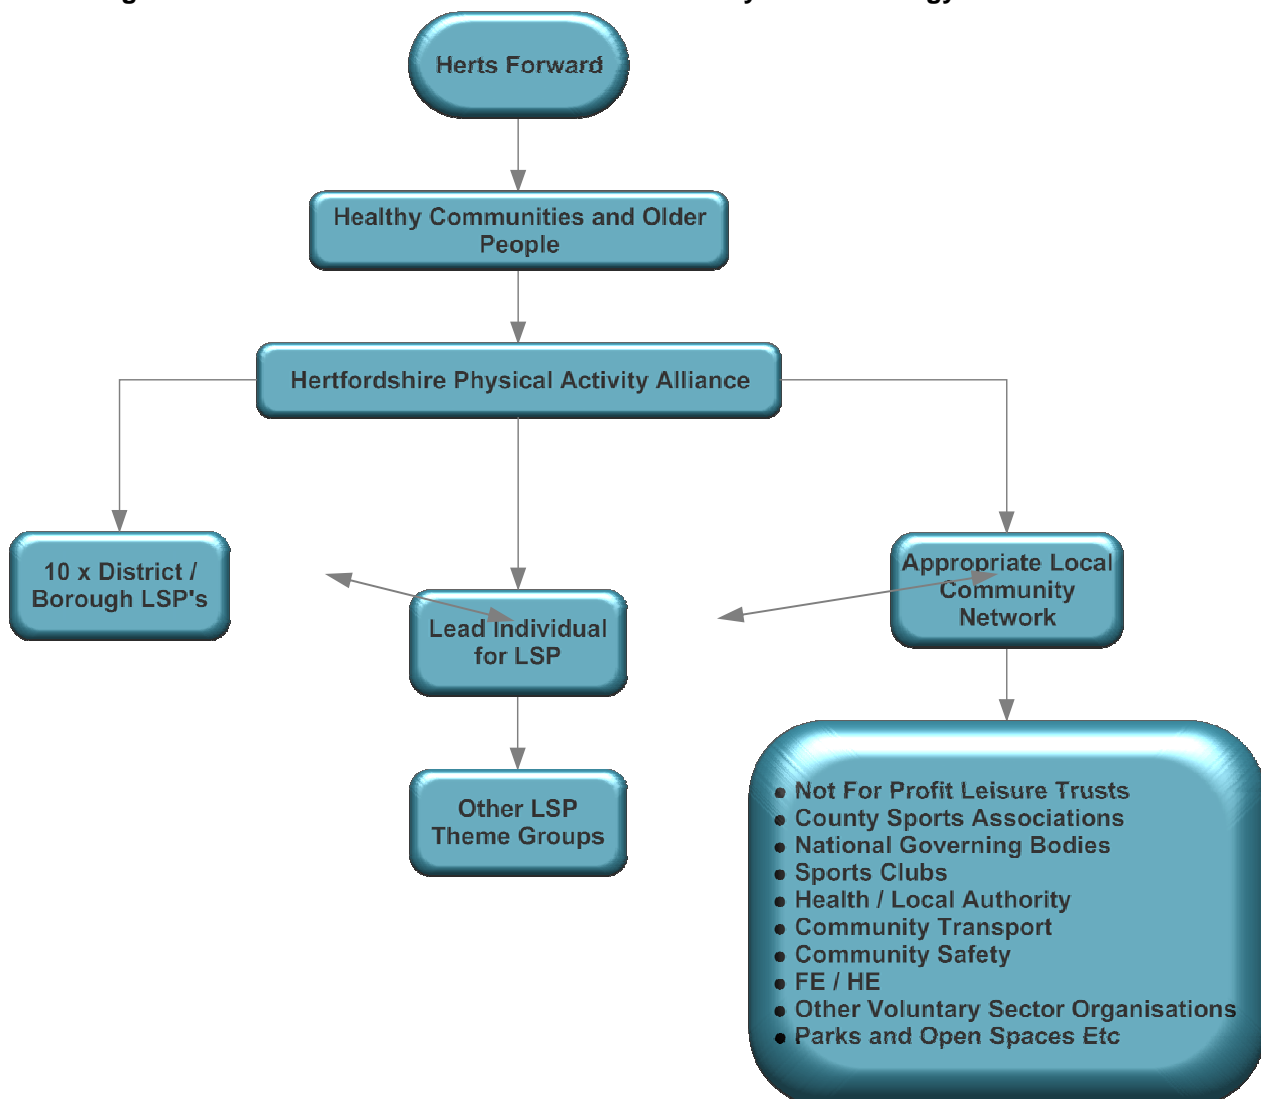 Herts Forward
Healthy Communities and Older
People
Hertfordshire Physical Activity Alliance
10 x District /
Borough LSP's
Lead Individual
for LSP
Appropriate Local
Community
Network
Other LSP
Theme Groups
● Not For Profit Leisure Trusts
● County Sports Associations
● National Governing Bodies
● Sports Clubs
● Health / Local Authority
● Community Transport
● Community Safety
● FE / HE
● Other Voluntary Sector Organisations
● Parks and Open Spaces Etc